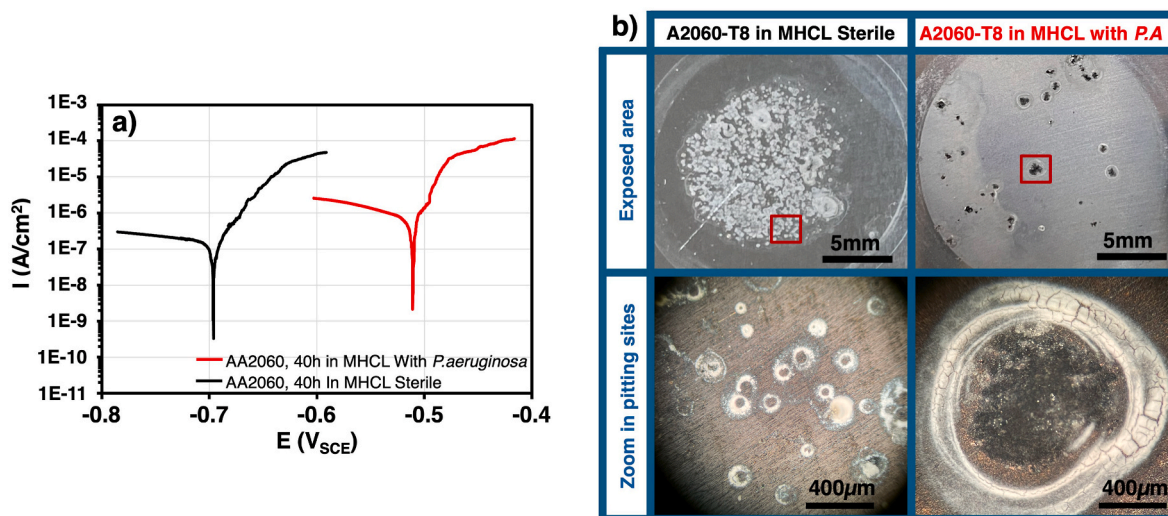 a)
1E-3
1E-4
1E-5
1E-6
1E-7
1E-8
1E-9
1E-10
1E-11
I (A/cm²)
AA2060, 40h in MHCL With P.aeruginosa
AA2060, 40h In MHCL Sterile
-0.8
-0.7
-0.6
-0.5
-0.4
E (V_SCE)
b)
A2060-T8 in MHCL Sterile
A2060-T8 in MHCL with P.A
Exposed area
5mm
5mm
Zoom in pitting sites
400µm
400µm